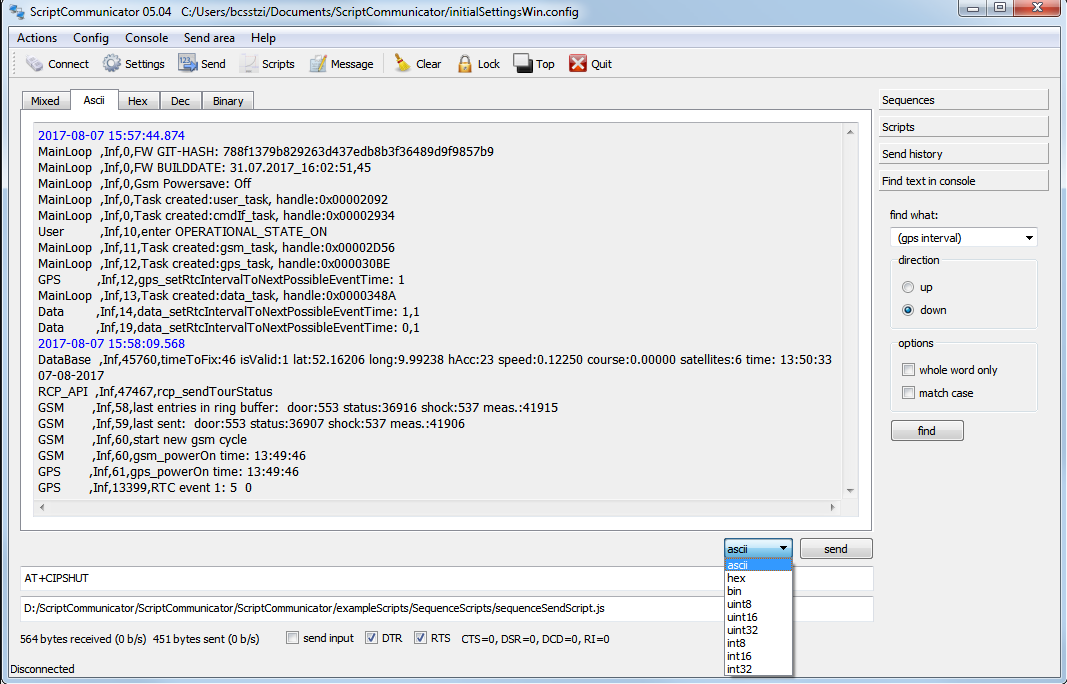 ScriptCommunicator 05.04 C:/Users/bcsstzi/Documents/ScriptCommunicator/initialSettingsWin.config
Actions Config Console Send area Help
Connect Settings Send Scripts Message Clear Lock Top Quit
Mixed Ascii Hex Dec Binary
2017-08-07 15:57:44.874
MainLoop ,Inf,0,FW GIT-HASH: 788f1379b829263d437edb8b3f36489d9f9857b9
MainLoop ,Inf,0,FW BUILDDATE: 31.07.2017_16:02:51,45
MainLoop ,Inf,0,Gsm Powersave: Off
MainLoop ,Inf,0,Task created:user_task, handle:0x00002092
MainLoop ,Inf,0,Task created:cmdIf_task, handle:0x00002934
User ,Inf,10,enter OPERATIONAL_STATE_ON
MainLoop ,Inf,11,Task created:gsm_task, handle:0x00002D56
MainLoop ,Inf,12,Task created:gps_task, handle:0x000030BE
GPS ,Inf,12,gps_setRtcIntervalToNextPossibleEventTime: 1
MainLoop ,Inf,13,Task created:data_task, handle:0x0000348A
Data ,Inf,14,data_setRtcIntervalToNextPossibleEventTime: 1,1
Data ,Inf,19,data_setRtcIntervalToNextPossibleEventTime: 0,1
2017-08-07 15:58:09.568
DataBase ,Inf,45760,timeToFix:46 isValid:1 lat:52.16206 long:9.99238 hAcc:23 speed:0.12250 course:0.00000 satellites:6 time: 13:50:33
07-08-2017
RCP_API ,Inf,47467,rcp_sendTourStatus
GSM ,Inf,58,last entries in ring buffer: door:553 status:36916 shock:537 meas.:41915
GSM ,Inf,59,last sent: door:553 status:36907 shock:537 meas.:41906
GSM ,Inf,60,start new gsm cycle
GSM ,Inf,60,gsm_powerOn time: 13:49:46
GPS ,Inf,61,gps_powerOn time: 13:49:46
GPS ,Inf,13399,RTC event 1: 5 0
Sequences
Scripts
Send history
Find text in console
find what:
(gps interval)
direction
up
down
options
whole word only
match case
find
ascii send
ascii
hex
bin
uint8
uint16
uint32
int8
int16
int32
AT+CIPSHUT
D:/ScriptCommunicator/ScriptCommunicator/ScriptCommunicator/exampleScripts/SequenceScripts/sequenceSendScript.js
564 bytes received (0 b/s) 451 bytes sent (0 b/s) send input DTR RTS CTS=0, DSR=0, DCD=0, RI=0
Disconnected